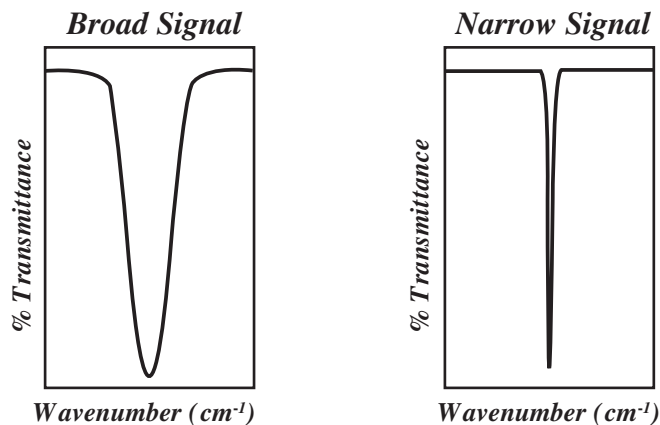 Broad Signal
% Transmittance
Wavenumber (cm-1)
Narrow Signal
% Transmittance
Wavenumber (cm-1)